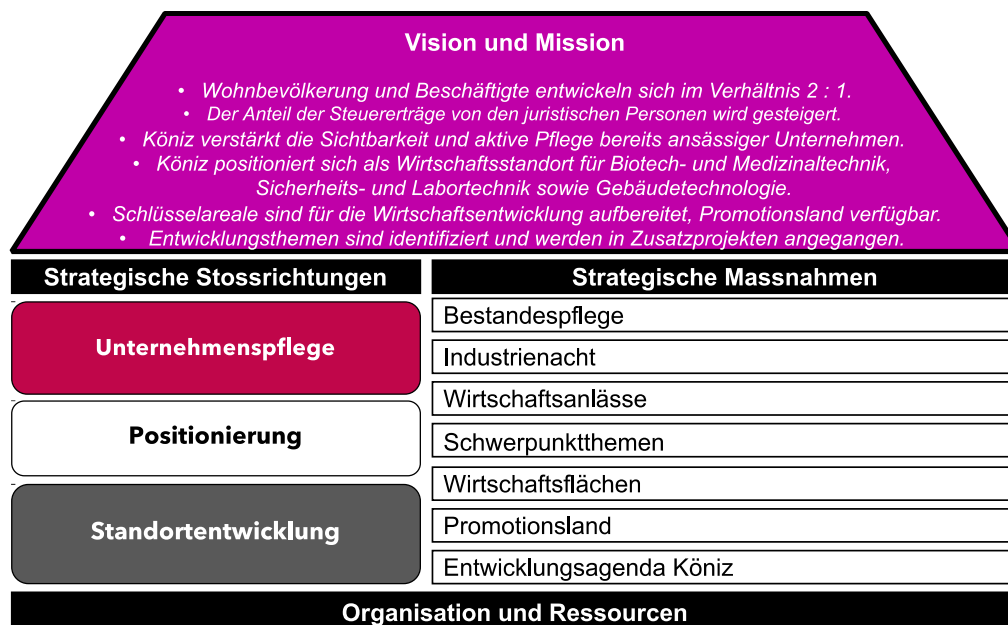 Vision und Mission
• Wohnbevölkerung und Beschäftigte entwickeln sich im Verhältnis 2 : 1.
• Der Anteil der Steuererträge von den juristischen Personen wird gesteigert.
• Köniz verstärkt die Sichtbarkeit und aktive Pflege bereits ansässiger Unternehmen.
• Köniz positioniert sich als Wirtschaftsstandort für Biotech- und Medizinaltechnik,
Sicherheits- und Labortechnik sowie Gebäudetechnologie.
• Schlüsselareale sind für die Wirtschaftsentwicklung aufbereitet, Promotionsland verfügbar.
• Entwicklungsthemen sind identifiziert und werden in Zusatzprojekten angegangen.
Strategische Stossrichtungen
Unternehmenspflege
Positionierung
Standortentwicklung
Strategische Massnahmen
Bestandespflege
Industrienacht
Wirtschaftsanlässe
Schwerpunktthemen
Wirtschaftsflächen
Promotionsland
Entwicklungsagenda Köniz
Organisation und Ressourcen